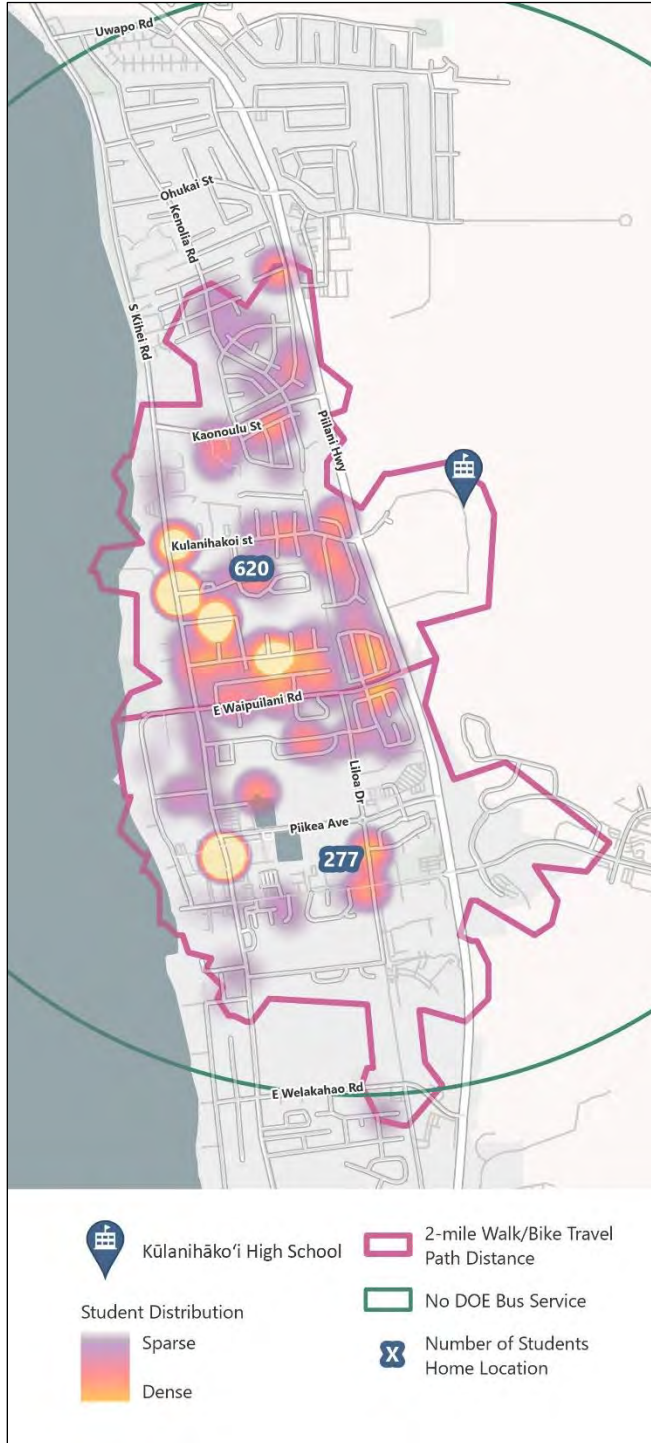 Uwapo Rd
Ohukai St
Kenolia Rd
S Kihei Rd
Kaonoulu St
Piilani Hwy
Kulanihakoi st
620
E Waipuilani Rd
Liloa Dr
Piikea Ave
277
E Welakahao Rd
Kūlanihākoʻi High School
2-mile Walk/Bike Travel
Path Distance
Student Distribution
Sparse
Dense
No DOE Bus Service
X
Number of Students
Home Location